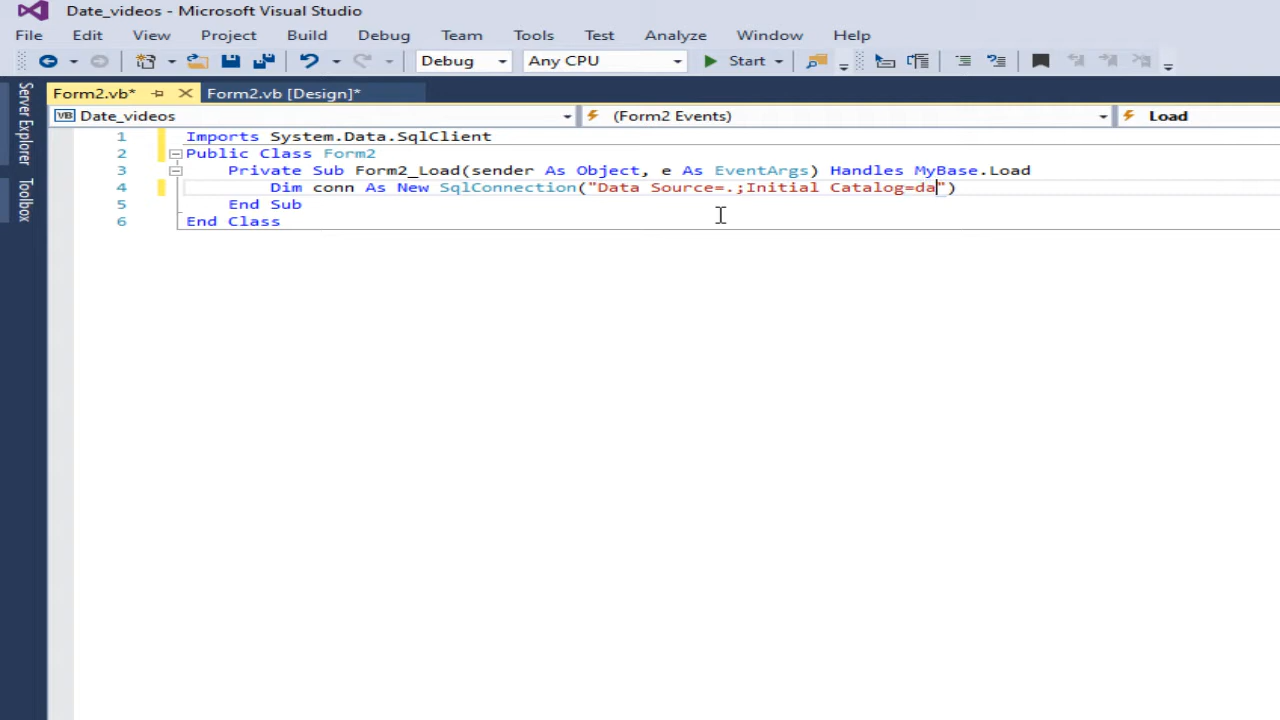 Date_videos - Microsoft Visual Studio
File Edit View Project Build Debug Team Tools Test Analyze Window Help
Debug Any CPU Start
Form2.vb* Form2.vb [Design]*
VB Date_videos (Form2 Events) Load
Server Explorer
Toolbox
1 Imports System.Data.SqlClient
2 Public Class Form2
3 Private Sub Form2_Load(sender As Object, e As EventArgs) Handles MyBase.Load
4 Dim conn As New SqlConnection("Data Source=.;Initial Catalog=da")
5 End Sub
6 End Class